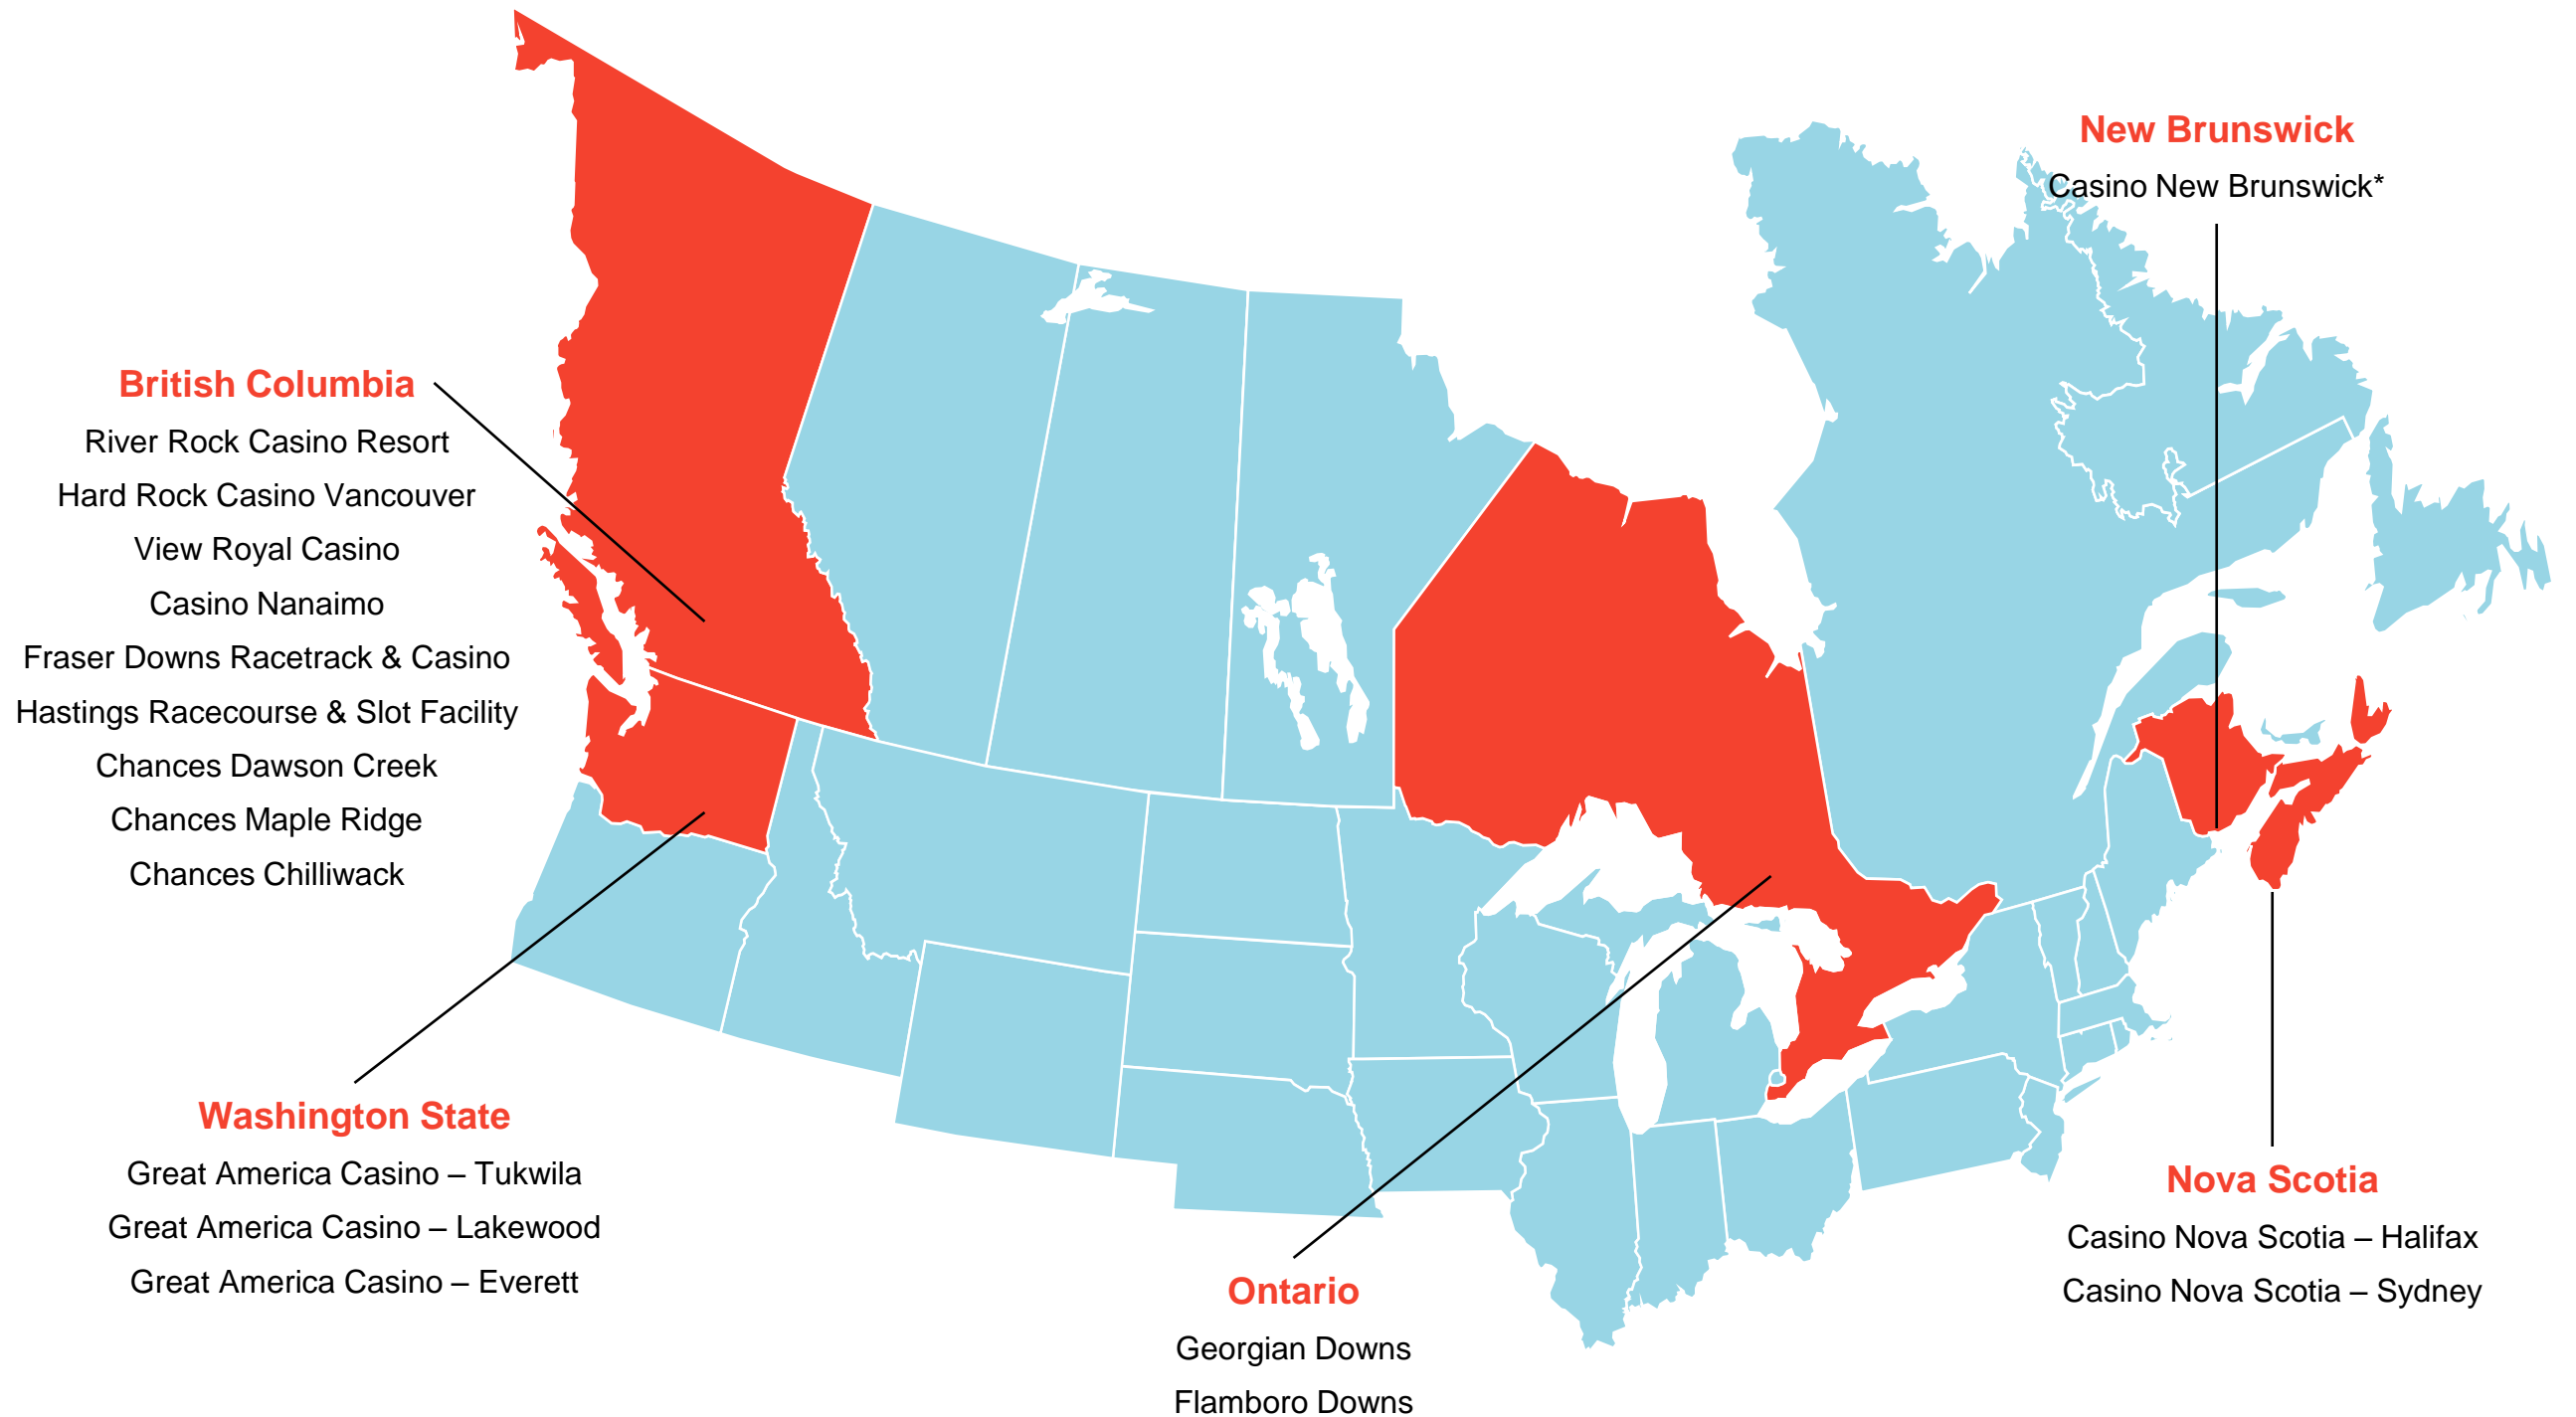 British Columbia
River Rock Casino Resort
Hard Rock Casino Vancouver
View Royal Casino
Casino Nanaimo
Fraser Downs Racetrack & Casino
Hastings Racecourse & Slot Facility
Chances Dawson Creek
Chances Maple Ridge
Chances Chilliwack
Washington State
Great America Casino – Tukwila
Great America Casino – Lakewood
Great America Casino – Everett
Ontario
Georgian Downs
Flamboro Downs
New Brunswick
Casino New Brunswick*
Nova Scotia
Casino Nova Scotia – Halifax
Casino Nova Scotia – Sydney